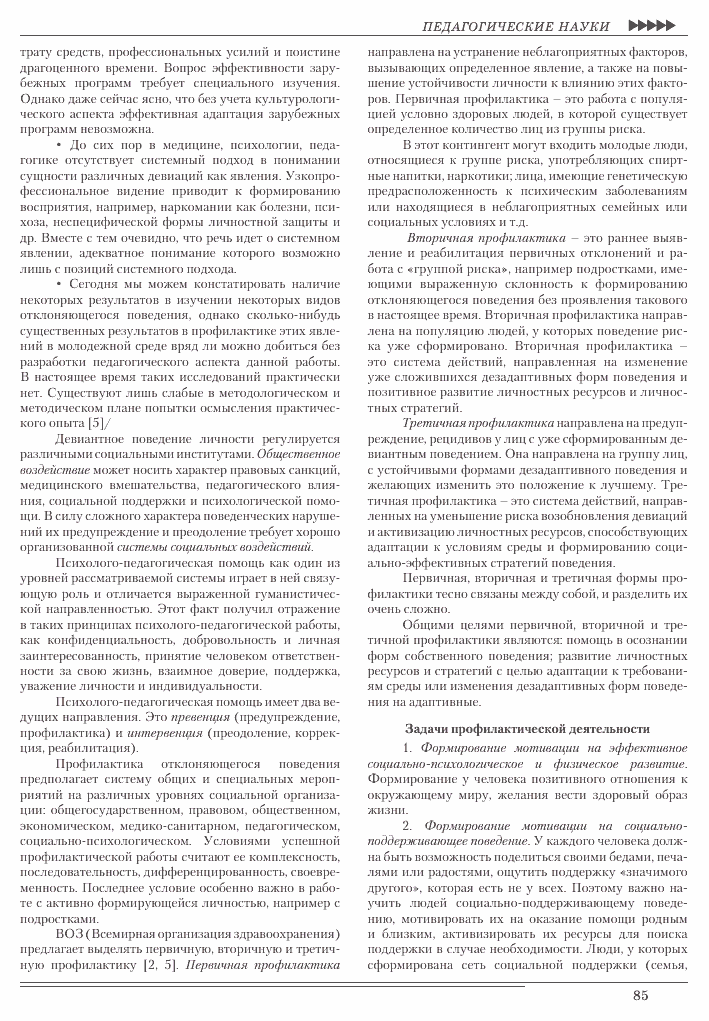 ПЕДАГОГИЧЕСКИЕ НАУКИ
трату средств, профессиональных усилий и поистине
драгоценного времени. Вопрос эффективности зару-
бежных программ требует специального изучения.
Однако даже сейчас ясно, что без учета культурологи-
ческого аспекта эффективная адаптация зарубежных
программ невозможна.
• До сих пор в медицине, психологии, педа-
гогике отсутствует системный подход в понимании
сущности различных девиаций как явления. Узкопро-
фессиональное видение приводит к формированию
восприятия, например, наркомании как болезни, пси-
хоза, неспецифической формы личностной защиты и
др. Вместе с тем очевидно, что речь идет о системном
явлении, адекватное понимание которого возможно
лишь с позиций системного подхода.
• Сегодня мы можем констатировать наличие
некоторых результатов в изучении некоторых видов
отклоняющегося поведения, однако сколько-нибудь
существенных результатов в профилактике этих явле-
ний в молодежной среде вряд ли можно добиться без
разработки педагогического аспекта данной работы.
В настоящее время таких исследований практически
нет. Существуют лишь слабые в методологическом и
методическом плане попытки осмысления практичес-
кого опыта [5]/
Девиантное поведение личности регулируется
различными социальными институтами. Общественное
воздействие может носить характер правовых санкций,
медицинского вмешательства, педагогического влия-
ния, социальной поддержки и психологической помо-
щи. В силу сложного характера поведенческих наруше-
ний их предупреждение и преодоление требует хорошо
организованной системы социальных воздействий.
Психолого-педагогическая помощь как один из
уровней рассматриваемой системы играет в ней связу-
ющую роль и отличается выраженной гуманистичес-
кой направленностью. Этот факт получил отражение
в таких принципах психолого-педагогической работы,
как конфиденциальность, добровольность и личная
заинтересованность, принятие человеком ответствен-
ности за свою жизнь, взаимное доверие, поддержка,
уважение личности и индивидуальности.
Психолого-педагогическая помощь имеет два ве-
дущих направления. Это превенция (предупреждение,
профилактика) и интервенция (преодоление, коррек-
ция, реабилитация).
Профилактика отклоняющегося поведения
предполагает систему общих и специальных мероп-
риятий на различных уровнях социальной организа-
ции: общегосударственном, правовом, общественном,
экономическом, медико-санитарном, педагогическом,
социально-психологическом. Условиями успешной
профилактической работы считают ее комплексность,
последовательность, дифференцированность, своевре-
менность. Последнее условие особенно важно в рабо-
те с активно формирующейся личностью, например с
подростками.
ВОЗ (Всемирная организация здравоохранения)
предлагает выделять первичную, вторичную и третич-
ную профилактику [2, 5]. Первичная профилактика
направлена на устранение неблагоприятных факторов,
вызывающих определенное явление, а также на повы-
шение устойчивости личности к влиянию этих факто-
ров. Первичная профилактика – это работа с популя-
цией условно здоровых людей, в которой существует
определенное количество лиц из группы риска.
В этот контингент могут входить молодые люди,
относящиеся к группе риска, употребляющих спирт-
ные напитки, наркотики; лица, имеющие генетическую
предрасположенность к психическим заболеваниям
или находящиеся в неблагоприятных семейных или
социальных условиях и т.д.
Вторичная профилактика – это раннее выяв-
ление и реабилитация первичных отклонений и ра-
бота с «группой риска», например подростками, име-
ющими выраженную склонность к формированию
отклоняющегося поведения без проявления такового
в настоящее время. Вторичная профилактика направ-
лена на популяцию людей, у которых поведение рис-
ка уже сформировано. Вторичная профилактика –
это система действий, направленная на изменение
уже сложившихся дезадаптивных форм поведения и
позитивное развитие личностных ресурсов и личнос-
тных стратегий.
Третичная профилактика направлена на предуп-
реждение, рецидивов у лиц с уже сформированным де-
виантным поведением. Она направлена на группу лиц,
с устойчивыми формами дезадаптивного поведения и
желающих изменить это положение к лучшему. Тре-
тичная профилактика – это система действий, направ-
ленных на уменьшение риска возобновления девиаций
и активизацию личностных ресурсов, способствующих
адаптации к условиям среды и формированию соци-
ально-эффективных стратегий поведения.
Первичная, вторичная и третичная формы про-
филактики тесно связаны между собой, и разделить их
очень сложно.
Общими целями первичной, вторичной и тре-
тичной профилактики являются: помощь в осознании
форм собственного поведения; развитие личностных
ресурсов и стратегий с целью адаптации к требовани-
ям среды или изменения дезадаптивных форм поведе-
ния на адаптивные.
Задачи профилактической деятельности
1. Формирование мотивации на эффективное
социально-психологическое и физическое развитие.
Формирование у человека позитивного отношения к
окружающему миру, желания вести здоровый образ
жизни.
2. Формирование мотивации на социально-
поддерживающее поведение. У каждого человека долж-
на быть возможность поделиться своими бедами, печа-
лями или радостями, ощутить поддержку «значимого
другого», которая есть не у всех. Поэтому важно на-
учить людей социально-поддерживающему поведе-
нию, мотивировать их на оказание помощи родным
и близким, активизировать их ресурсы для поиска
поддержки в случае необходимости. Люди, у которых
сформирована сеть социальной поддержки (семья,
85